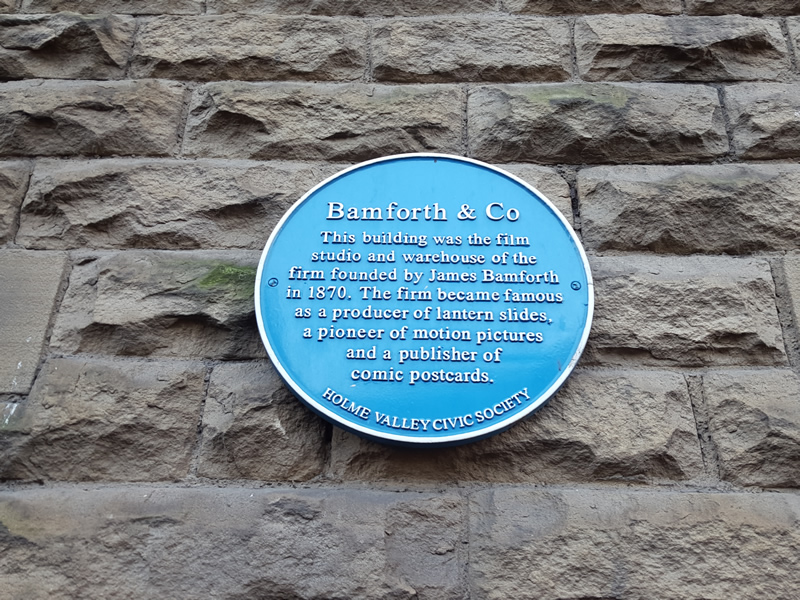 Bamforth & Co
This building was the film
studio and warehouse of the
firm founded by James Bamforth
in 1870. The firm became famous
as a producer of lantern slides,
a pioneer of motion pictures
and a publisher of
comic postcards.
HOLME VALLEY CIVIC SOCIETY